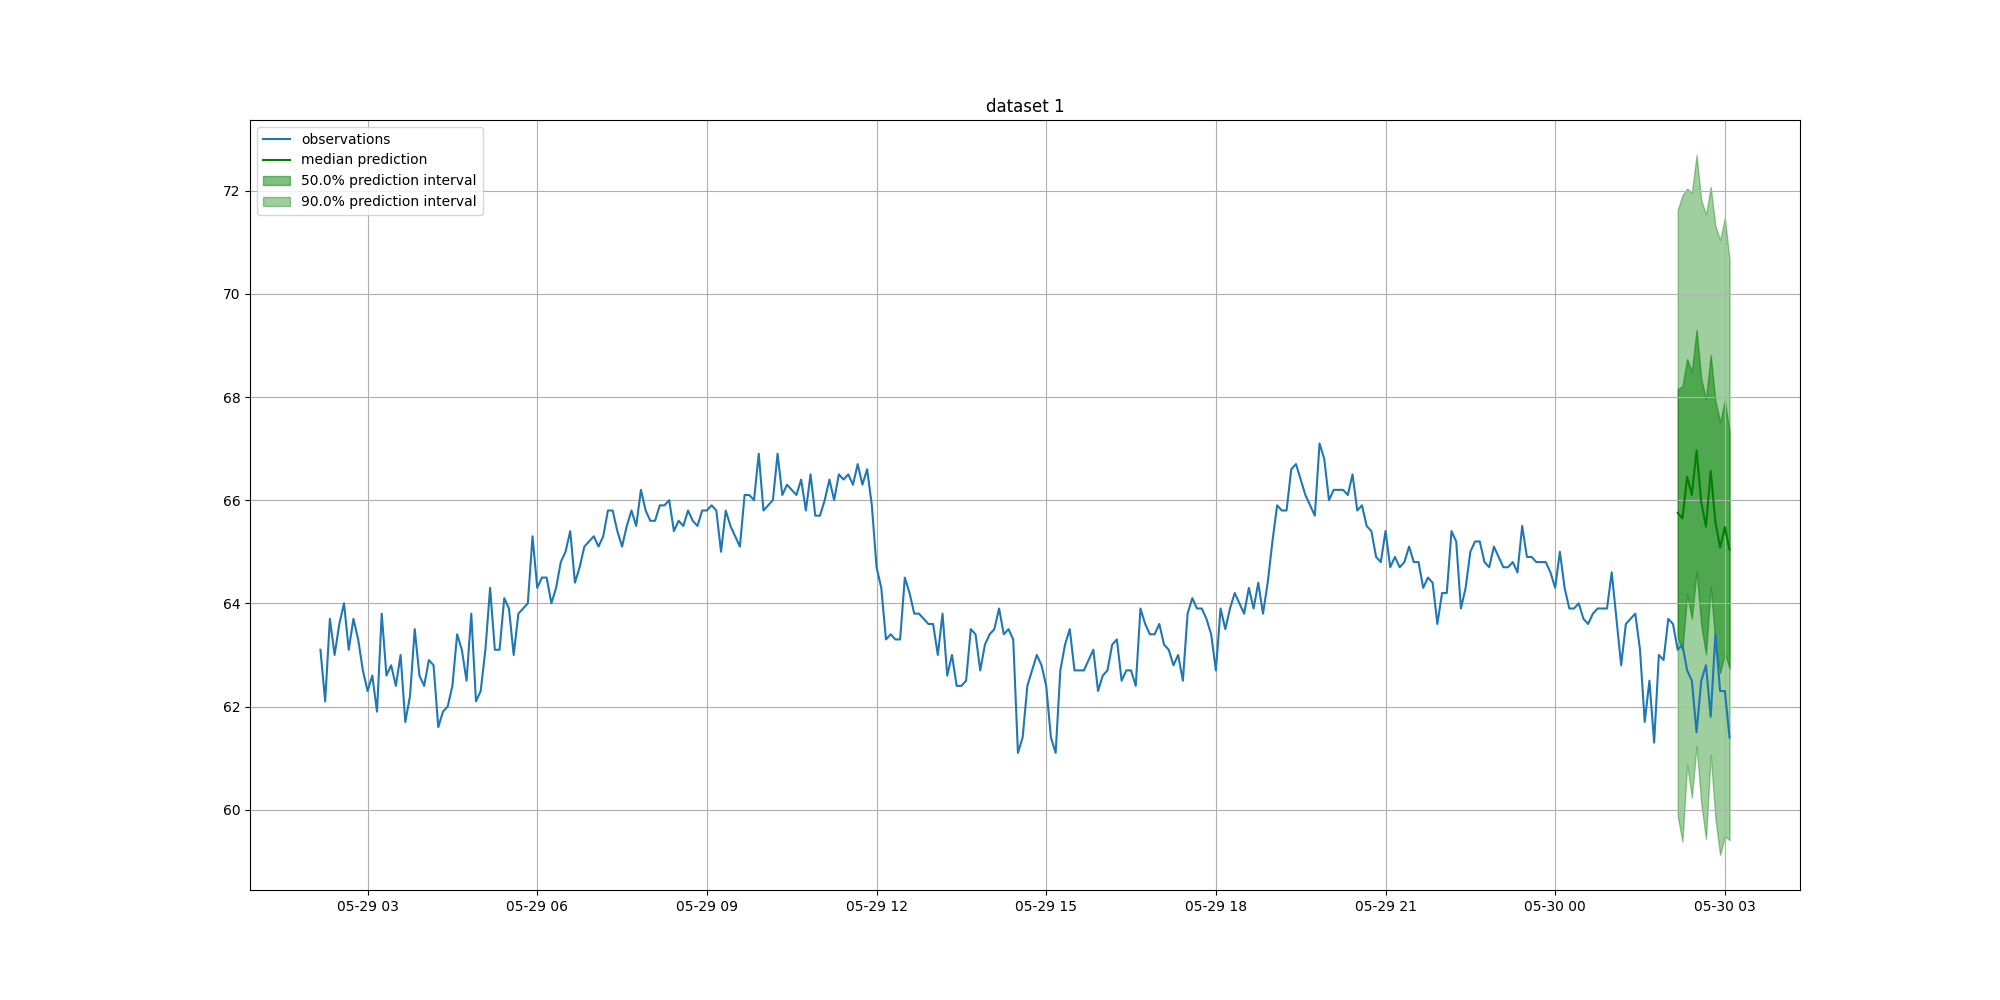 dataset 1
observations
median prediction
50.0% prediction interval
90.0% prediction interval
72
70
68
66
64
62
60
05-29 03 05-29 06 05-29 09 05-29 12 05-29 15 05-29 18 05-29 21 05-30 00 05-30 03